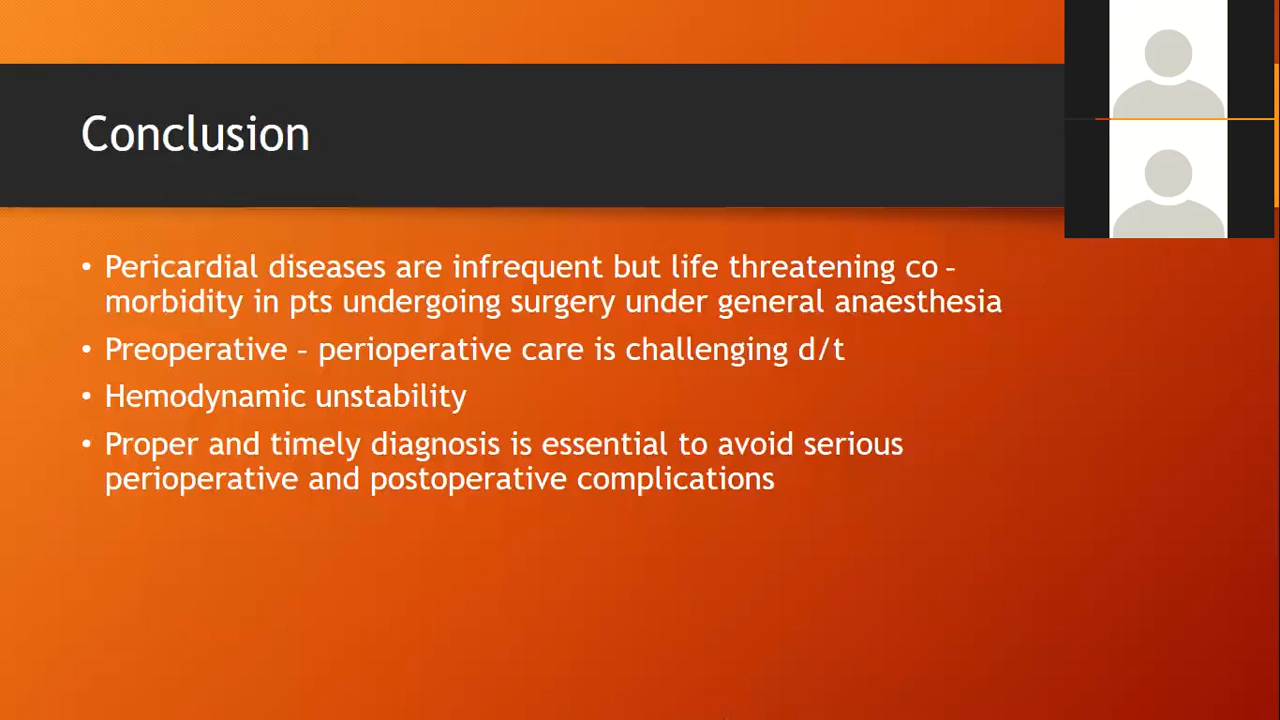 Conclusion
• Pericardial diseases are infrequent but life threatening co -
morbidity in pts undergoing surgery under general anaesthesia
• Preoperative – perioperative care is challenging d/t
• Hemodynamic unstability
• Proper and timely diagnosis is essential to avoid serious
perioperative and postoperative complications